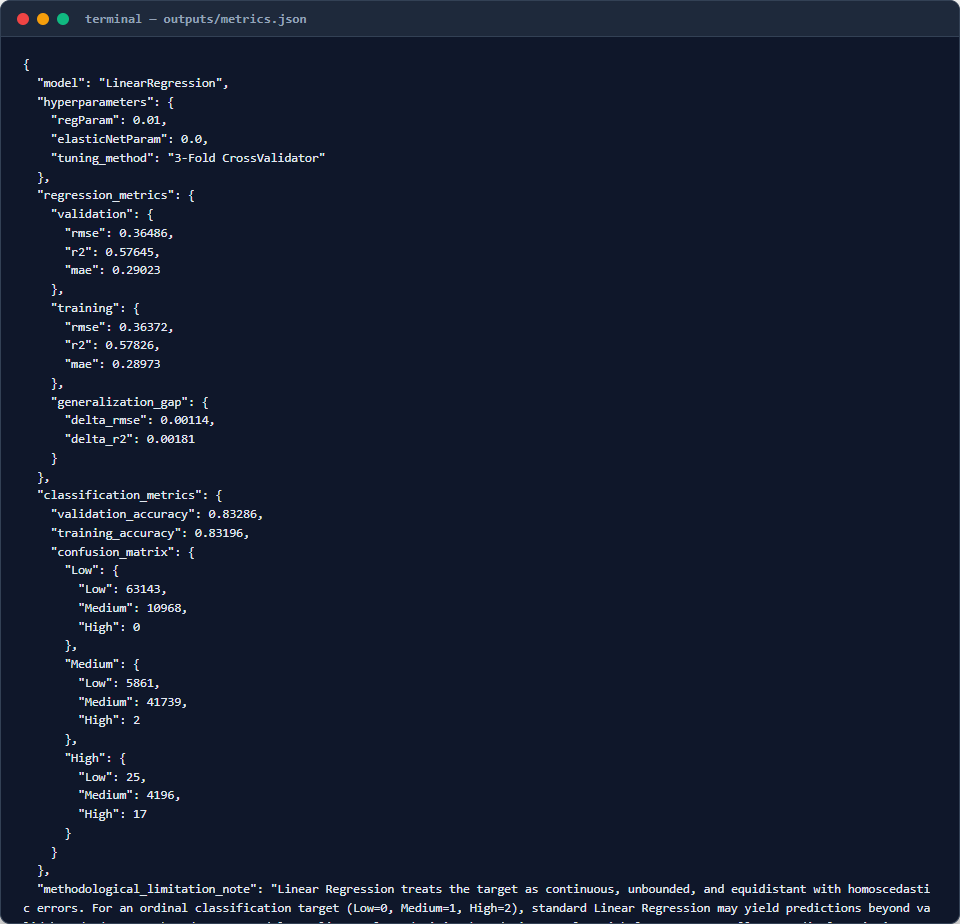 terminal — outputs/metrics.json
{
  "model": "LinearRegression",
  "hyperparameters": {
    "regParam": 0.01,
    "elasticNetParam": 0.0,
    "tuning_method": "3-Fold CrossValidator"
  },
  "regression_metrics": {
    "validation": {
      "rmse": 0.36486,
      "r2": 0.57645,
      "mae": 0.29023
    },
    "training": {
      "rmse": 0.36372,
      "r2": 0.57826,
      "mae": 0.28973
    },
    "generalization_gap": {
      "delta_rmse": 0.00114,
      "delta_r2": 0.00181
    }
  },
  "classification_metrics": {
    "validation_accuracy": 0.83286,
    "training_accuracy": 0.83196,
    "confusion_matrix": {
      "Low": {
        "Low": 63143,
        "Medium": 10968,
        "High": 0
      },
      "Medium": {
        "Low": 5861,
        "Medium": 41739,
        "High": 2
      },
      "High": {
        "Low": 25,
        "Medium": 4196,
        "High": 17
      }
    }
  },
  "methodological_limitation_note": "Linear Regression treats the target as continuous, unbounded, and equidistant with homoscedasti
c errors. For an ordinal classification target (Low=0, Medium=1, High=2), standard Linear Regression may yield predictions beyond va